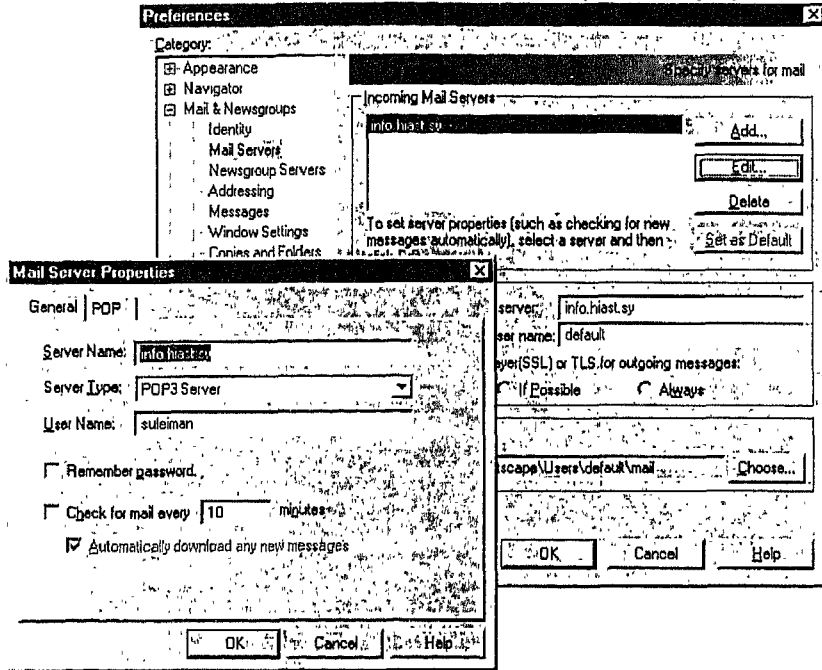 Preferences
Category:
Appearance
Navigator
Mail & Newsgroups
Identity
Mail Servers
Newsgroup Servers
Addressing
Messages
Window Settings
Copies and Folders
Specify servers for mail
Incoming Mail Servers
info.hiast.sy
Add...
Edit...
Delete
Set as Default
To set server properties (such as checking for new
messages automatically), select a server and then
server: info.hiast.sy
ser name: default
ayer(SSL) or TLS for outgoing messages:
If Possible
Always
tscape\Users\default\mail
Choose...
OK
Cancel
Help
Mail Server Properties
General
POP
Server Name: info.hiast.sy
Server Type: POP3 Server
User Name: suleiman
Remember password.
Check for mail every 10 minutes
Automatically download any new messages
OK
Cancel
Help